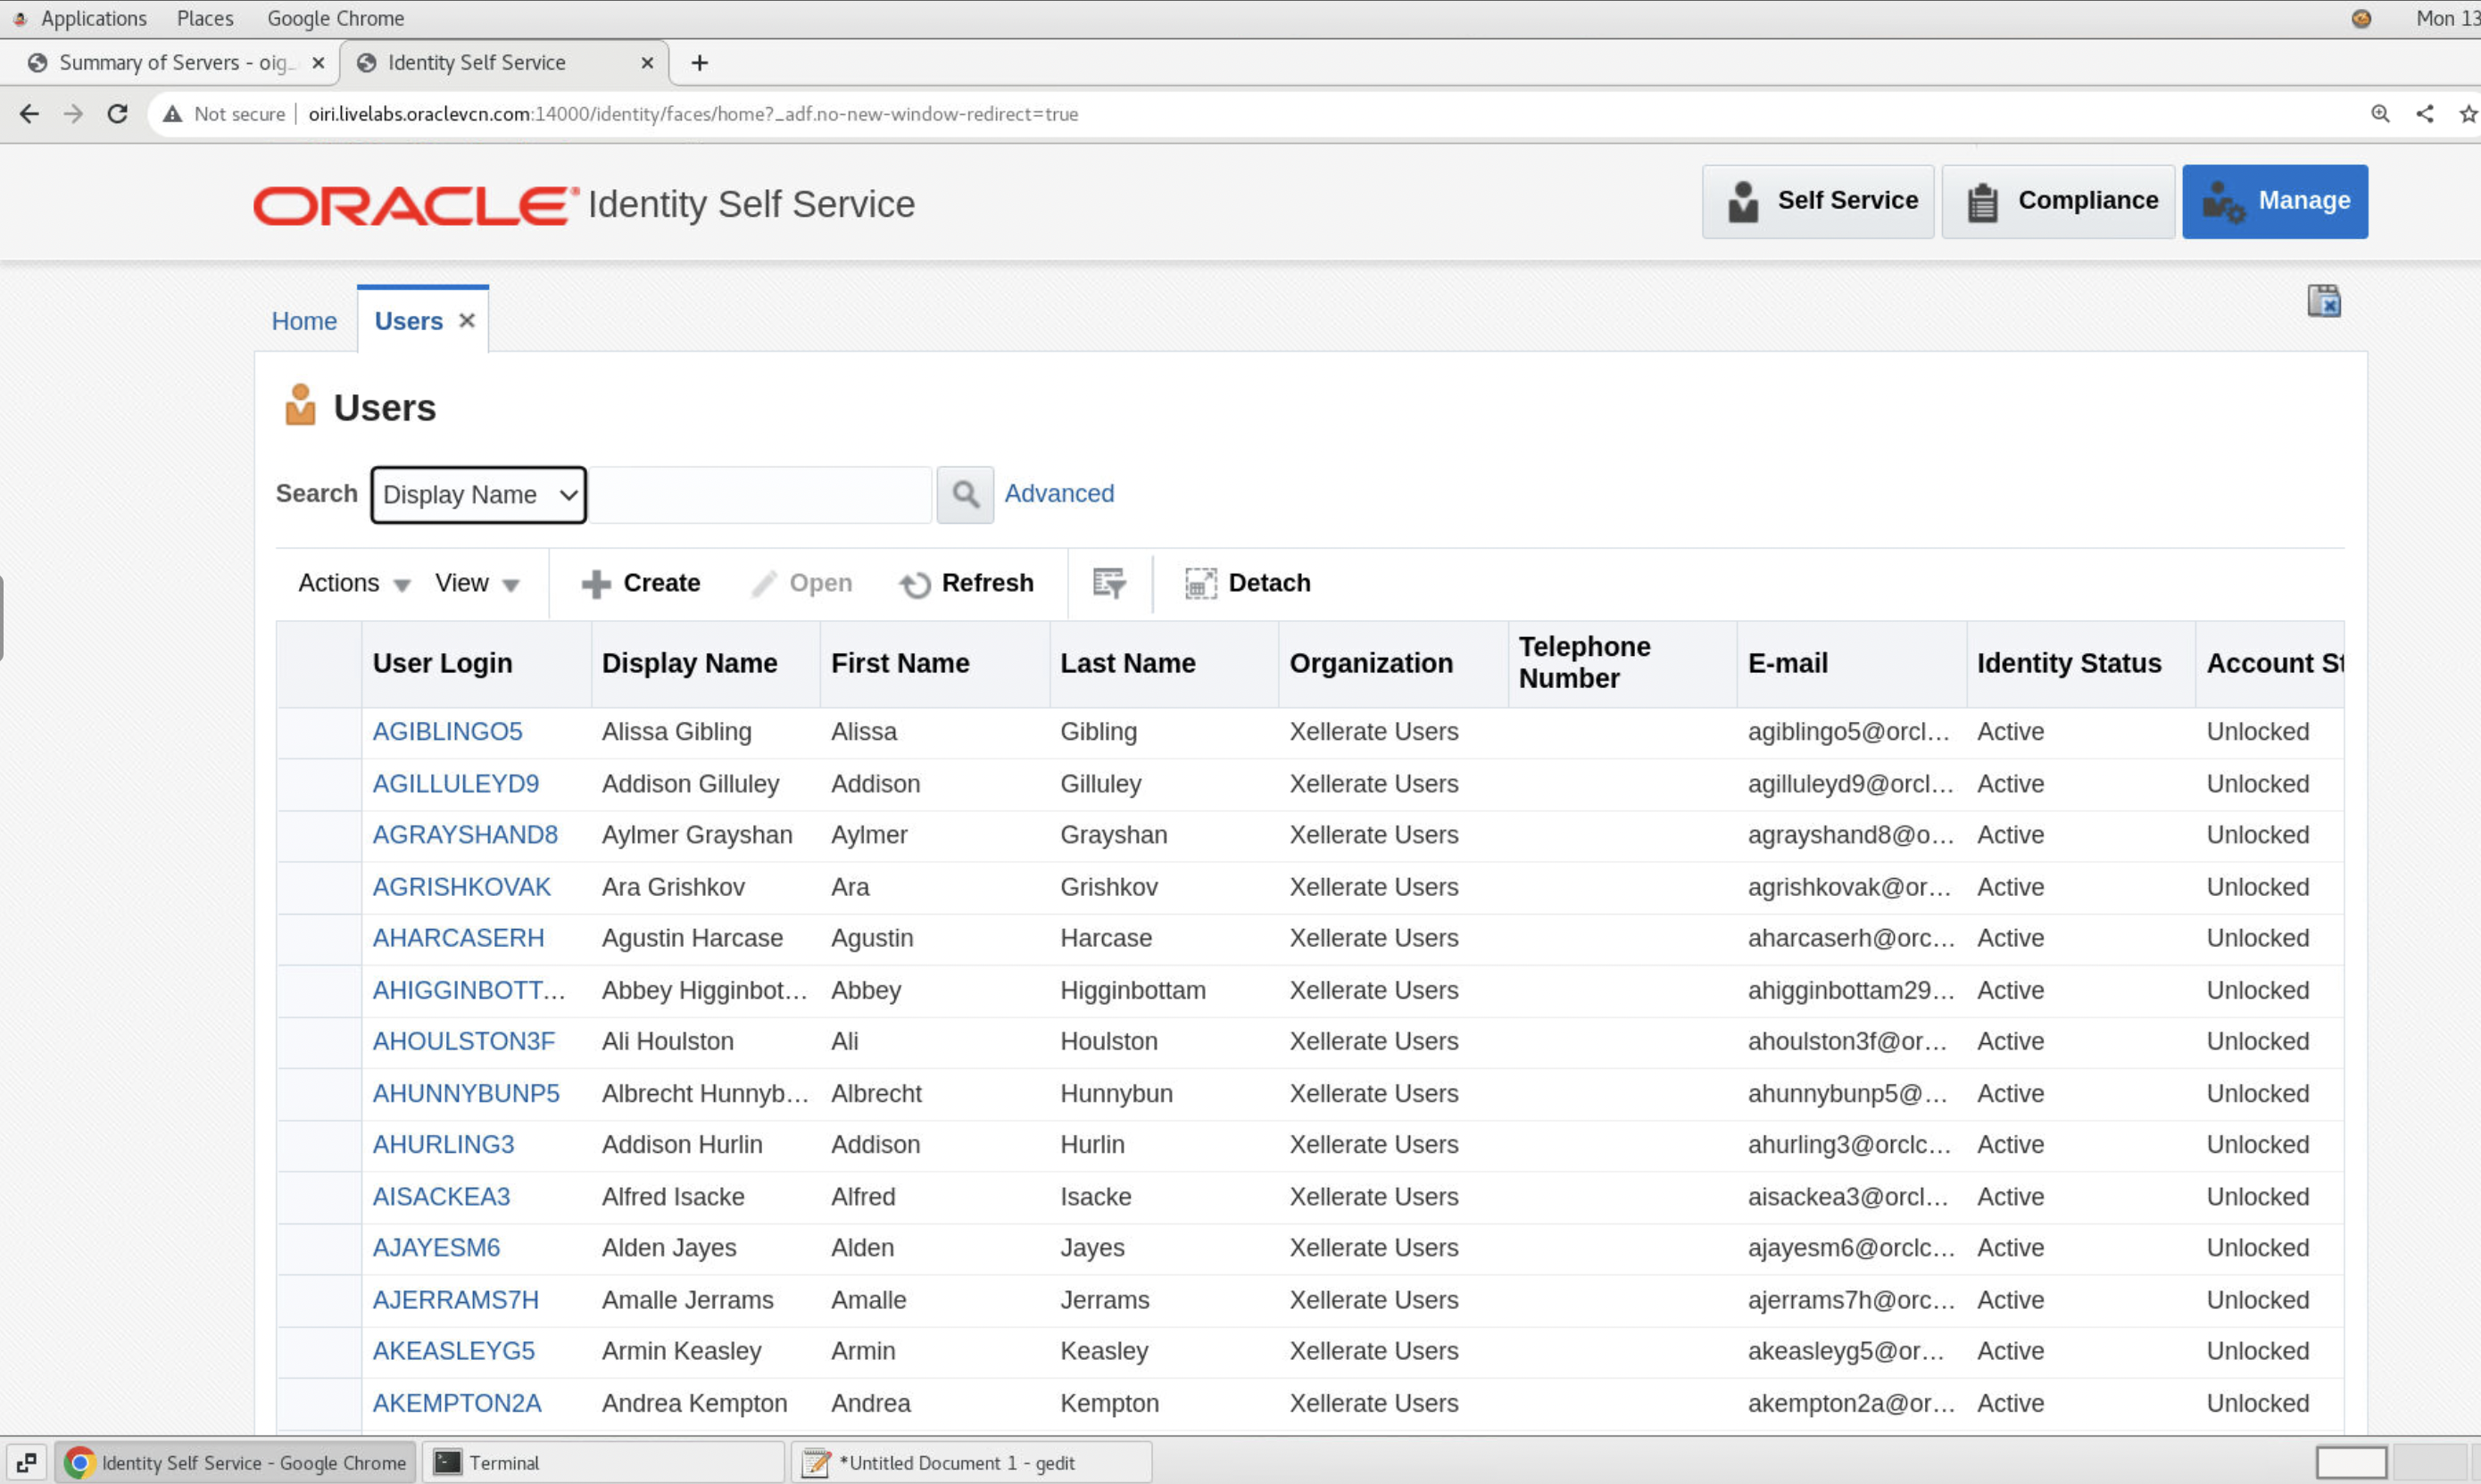 Applications Places Google Chrome Mon 13
Summary of Servers - oig_ Identity Self Service
Not secure oiri.livelabs.oraclevcn.com:14000/identity/faces/home?_adf.no-new-window-redirect=true
ORACLE® Identity Self Service Self Service Compliance Manage
Home Users
Users
Search Display Name Advanced
Actions View Create Open Refresh Detach
User Login Display Name First Name Last Name Organization Telephone Number E-mail Identity Status Account St
AGIBLINGO5 Alissa Gibling Alissa Gibling Xellerate Users agiblingo5@orcl... Active Unlocked
AGILLULEYD9 Addison Gilluley Addison Gilluley Xellerate Users agilluleyd9@orcl... Active Unlocked
AGRAYSHAND8 Aylmer Grayshan Aylmer Grayshan Xellerate Users agrayshand8@o... Active Unlocked
AGRISHKOVAK Ara Grishkov Ara Grishkov Xellerate Users agrishkovak@or... Active Unlocked
AHARCASERH Agustin Harcase Agustin Harcase Xellerate Users aharcaserh@orc... Active Unlocked
AHIGGINBOTT... Abbey Higginbot... Abbey Higginbottam Xellerate Users ahigginbottam29... Active Unlocked
AHOULSTON3F Ali Houlston Ali Houlston Xellerate Users ahoulston3f@or... Active Unlocked
AHUNNYBUNP5 Albrecht Hunnyb... Albrecht Hunnybun Xellerate Users ahunnybunp5@... Active Unlocked
AHURLING3 Addison Hurlin Addison Hurlin Xellerate Users ahurling3@orclc... Active Unlocked
AISACKEA3 Alfred Isacke Alfred Isacke Xellerate Users aisackea3@orcl... Active Unlocked
AJAYESM6 Alden Jayes Alden Jayes Xellerate Users ajayesm6@orclc... Active Unlocked
AJERRAMS7H Amalle Jerrams Amalle Jerrams Xellerate Users ajerrams7h@orc... Active Unlocked
AKEASLEYG5 Armin Keasley Armin Keasley Xellerate Users akeasleyg5@or... Active Unlocked
AKEMPTON2A Andrea Kempton Andrea Kempton Xellerate Users akempton2a@or... Active Unlocked
Identity Self Service - Google Chrome Terminal *Untitled Document 1 - gedit